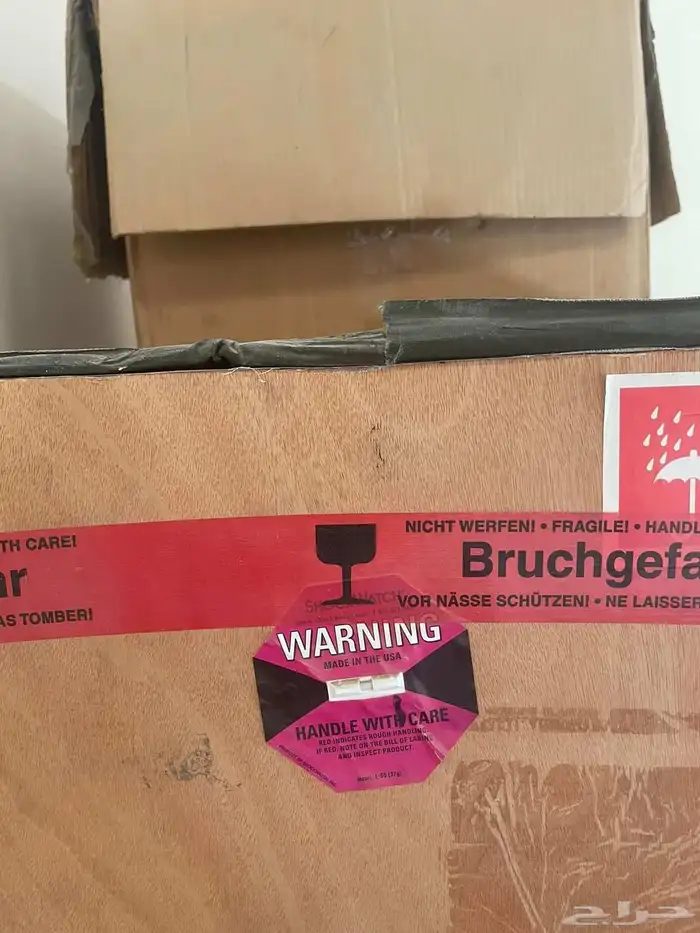 TH CARE!
ar
AS TOMBER!
NICHT WERFEN! • FRAGILE! • HANDL
Bruchgefa
VOR NÄSSE SCHÜTZEN! • NE LAISSER
SHOCKWATCH
WARNING
MADE IN THE USA
HANDLE WITH CARE
RED INDICATES ROUGH HANDLING.
IF RED, NOTE ON THE BILL OF LADING
AND INSPECT PRODUCT
حراج